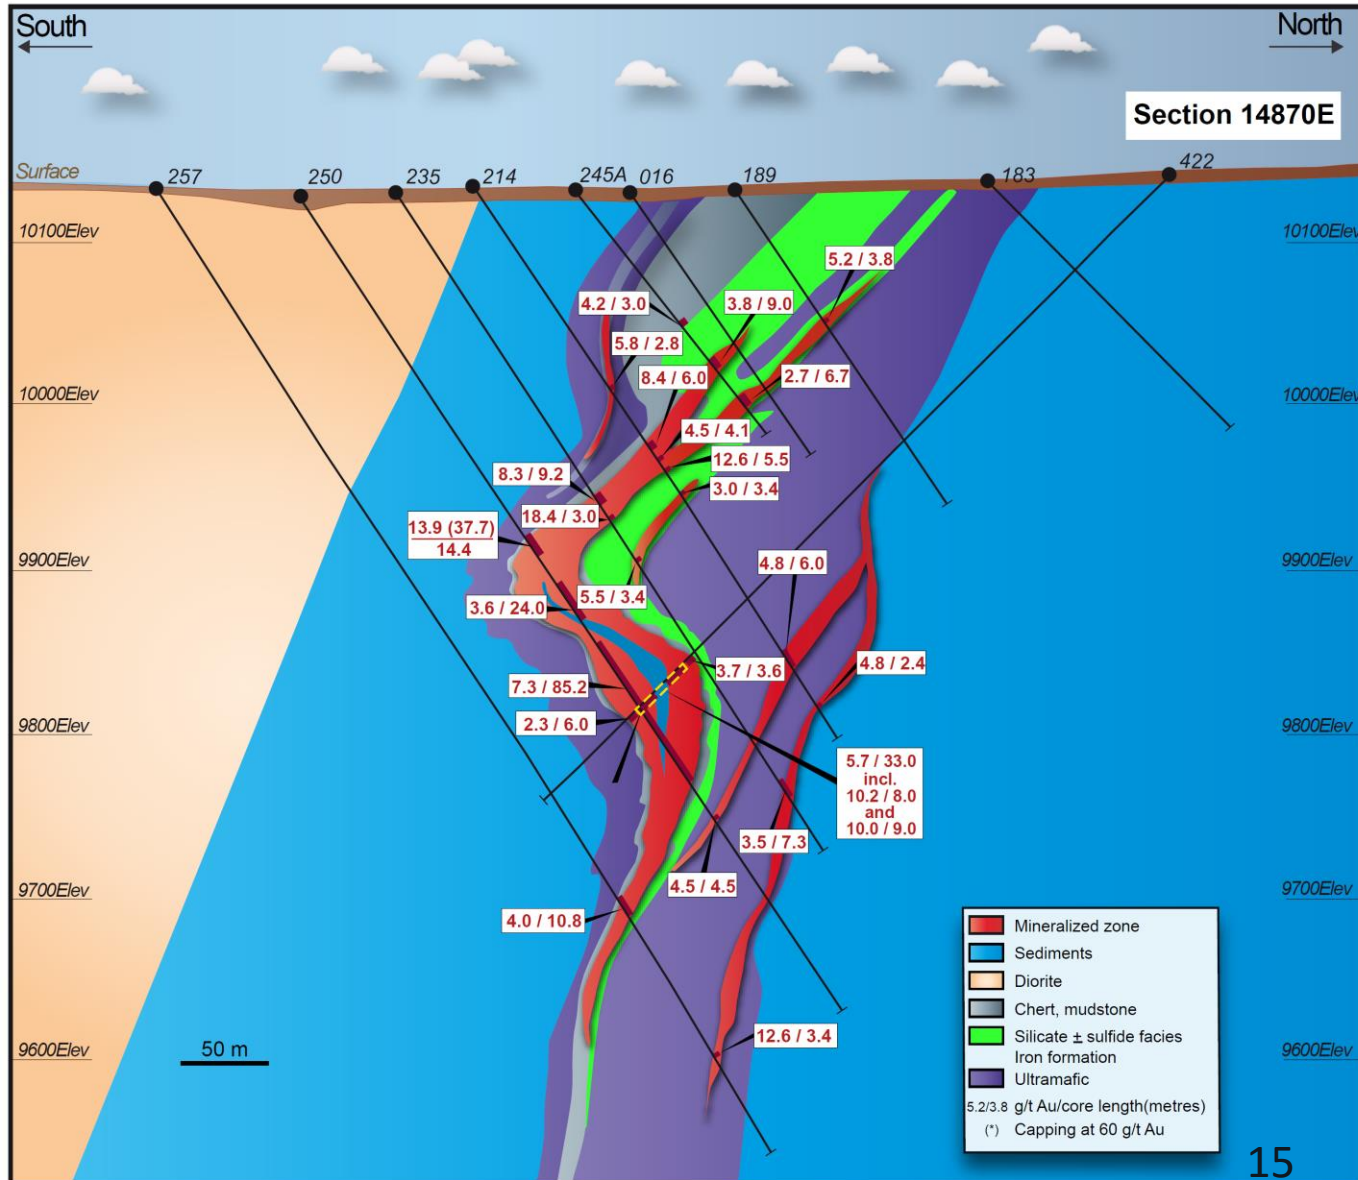 South
North
Section 14870E
Surface
257
250
235
214
245A
016
189
183
422
10100Elev
10100Elev
5.2 / 3.8
4.2 / 3.0
3.8 / 9.0
5.8 / 2.8
8.4 / 6.0
2.7 / 6.7
10000Elev
10000Elev
4.5 / 4.1
12.6 / 5.5
8.3 / 9.2
3.0 / 3.4
18.4 / 3.0
13.9 (37.7)
14.4
9900Elev
9900Elev
4.8 / 6.0
5.5 / 3.4
3.6 / 24.0
3.7 / 3.6
4.8 / 2.4
7.3 / 85.2
2.3 / 6.0
9800Elev
9800Elev
5.7 / 33.0
incl.
10.2 / 8.0
and
10.0 / 9.0
3.5 / 7.3
4.5 / 4.5
9700Elev
9700Elev
4.0 / 10.8
12.6 / 3.4
9600Elev
9600Elev
50 m
Mineralized zone
Sediments
Diorite
Chert, mudstone
Silicate ± sulfide facies
Iron formation
Ultramafic
5.2/3.8 g/t Au/core length(metres)
(*) Capping at 60 g/t Au
15